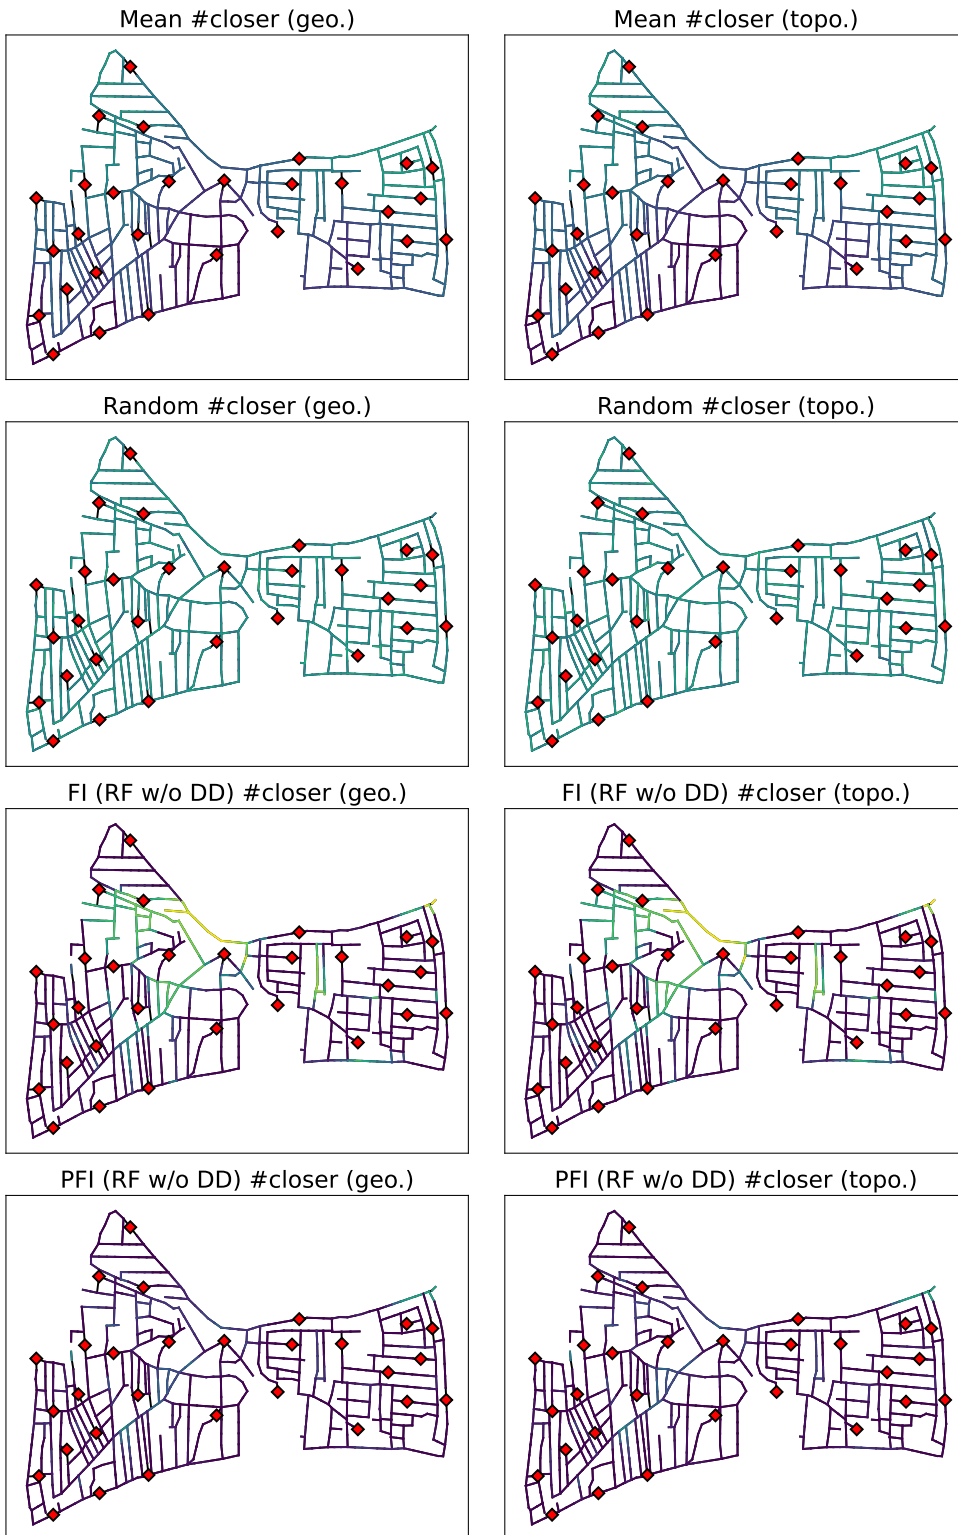 Mean #closer (geo.)
Mean #closer (topo.)
Random #closer (geo.)
Random #closer (topo.)
FI (RF w/o DD) #closer (geo.)
FI (RF w/o DD) #closer (topo.)
PFI (RF w/o DD) #closer (geo.)
PFI (RF w/o DD) #closer (topo.)